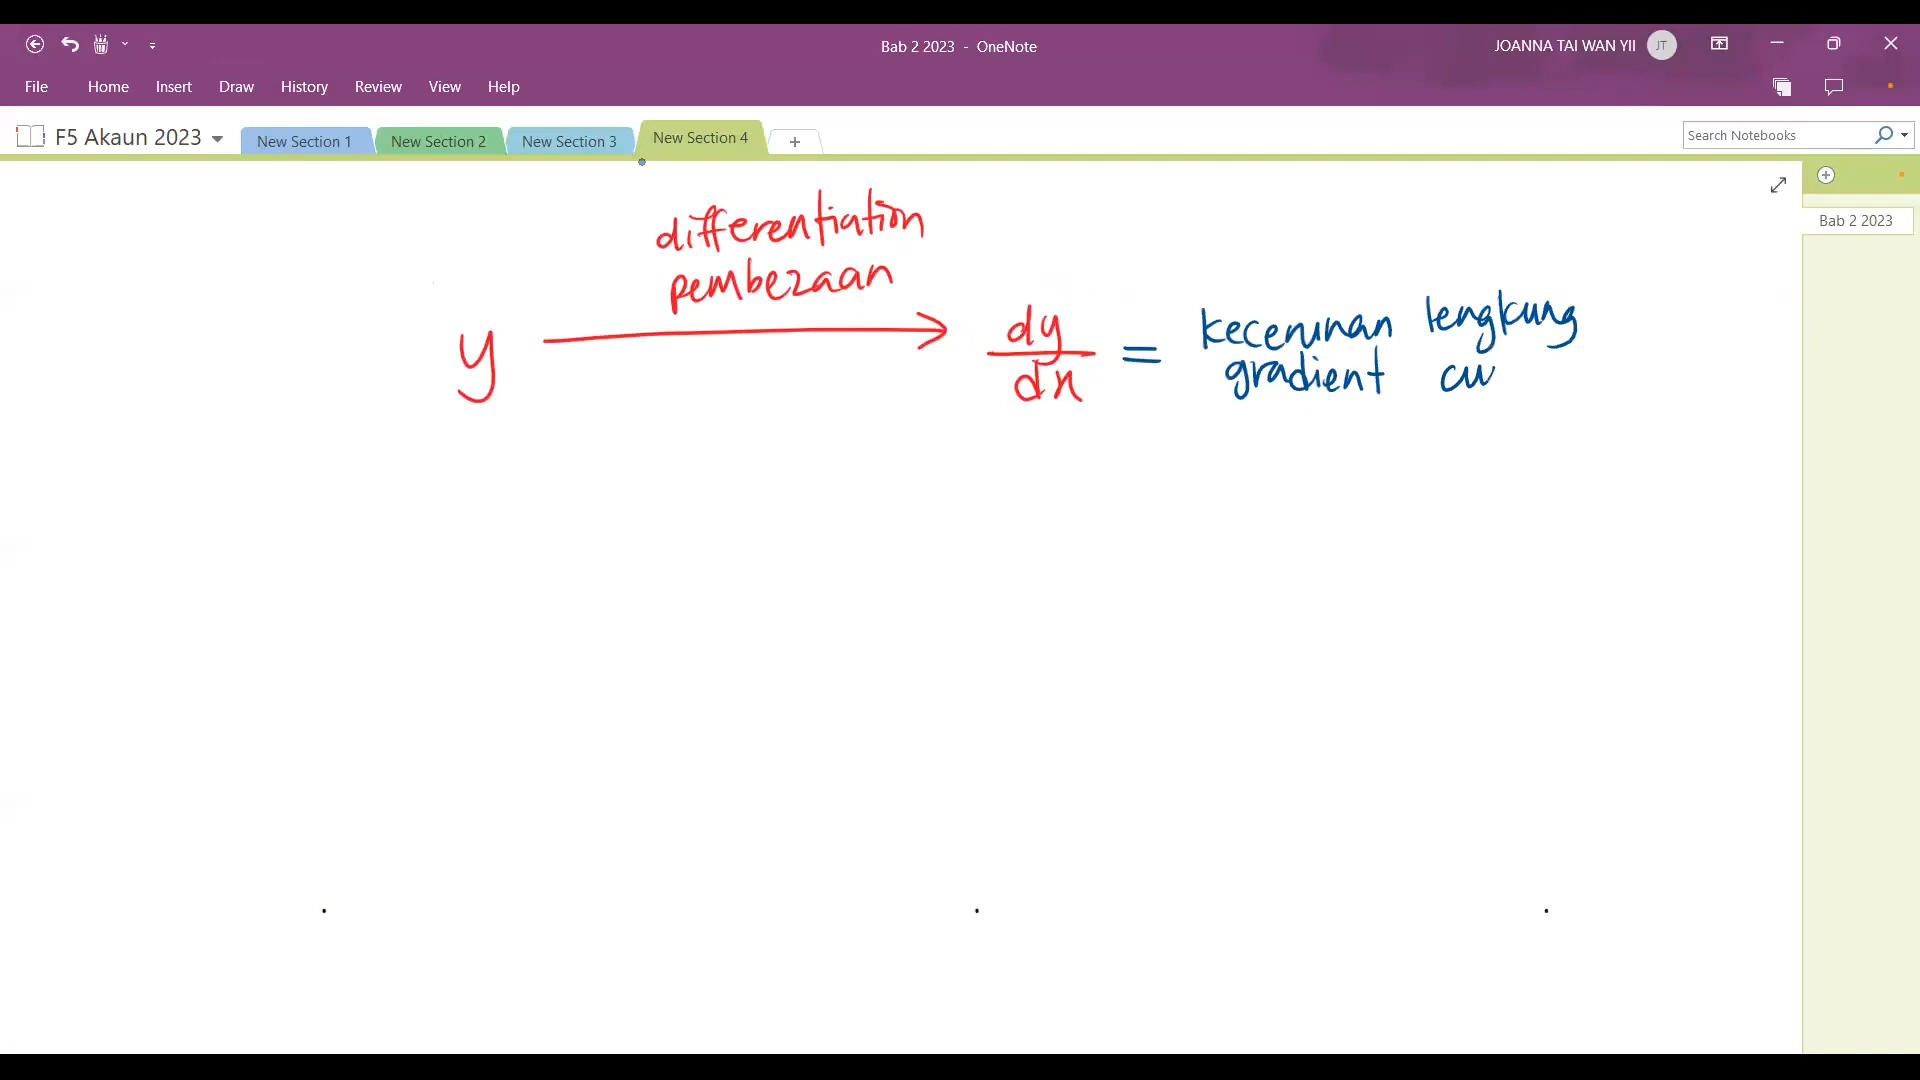 Bab 2 2023 - OneNote
JOANNA TAI WAN YII JT
File Home Insert Draw History Review View Help
F5 Akaun 2023 New Section 1 New Section 2 New Section 3 New Section 4 +
Search Notebooks
Bab 2 2023
differentiation
pembezaan
y dy/dx = kecerunan lengkung
gradient cu